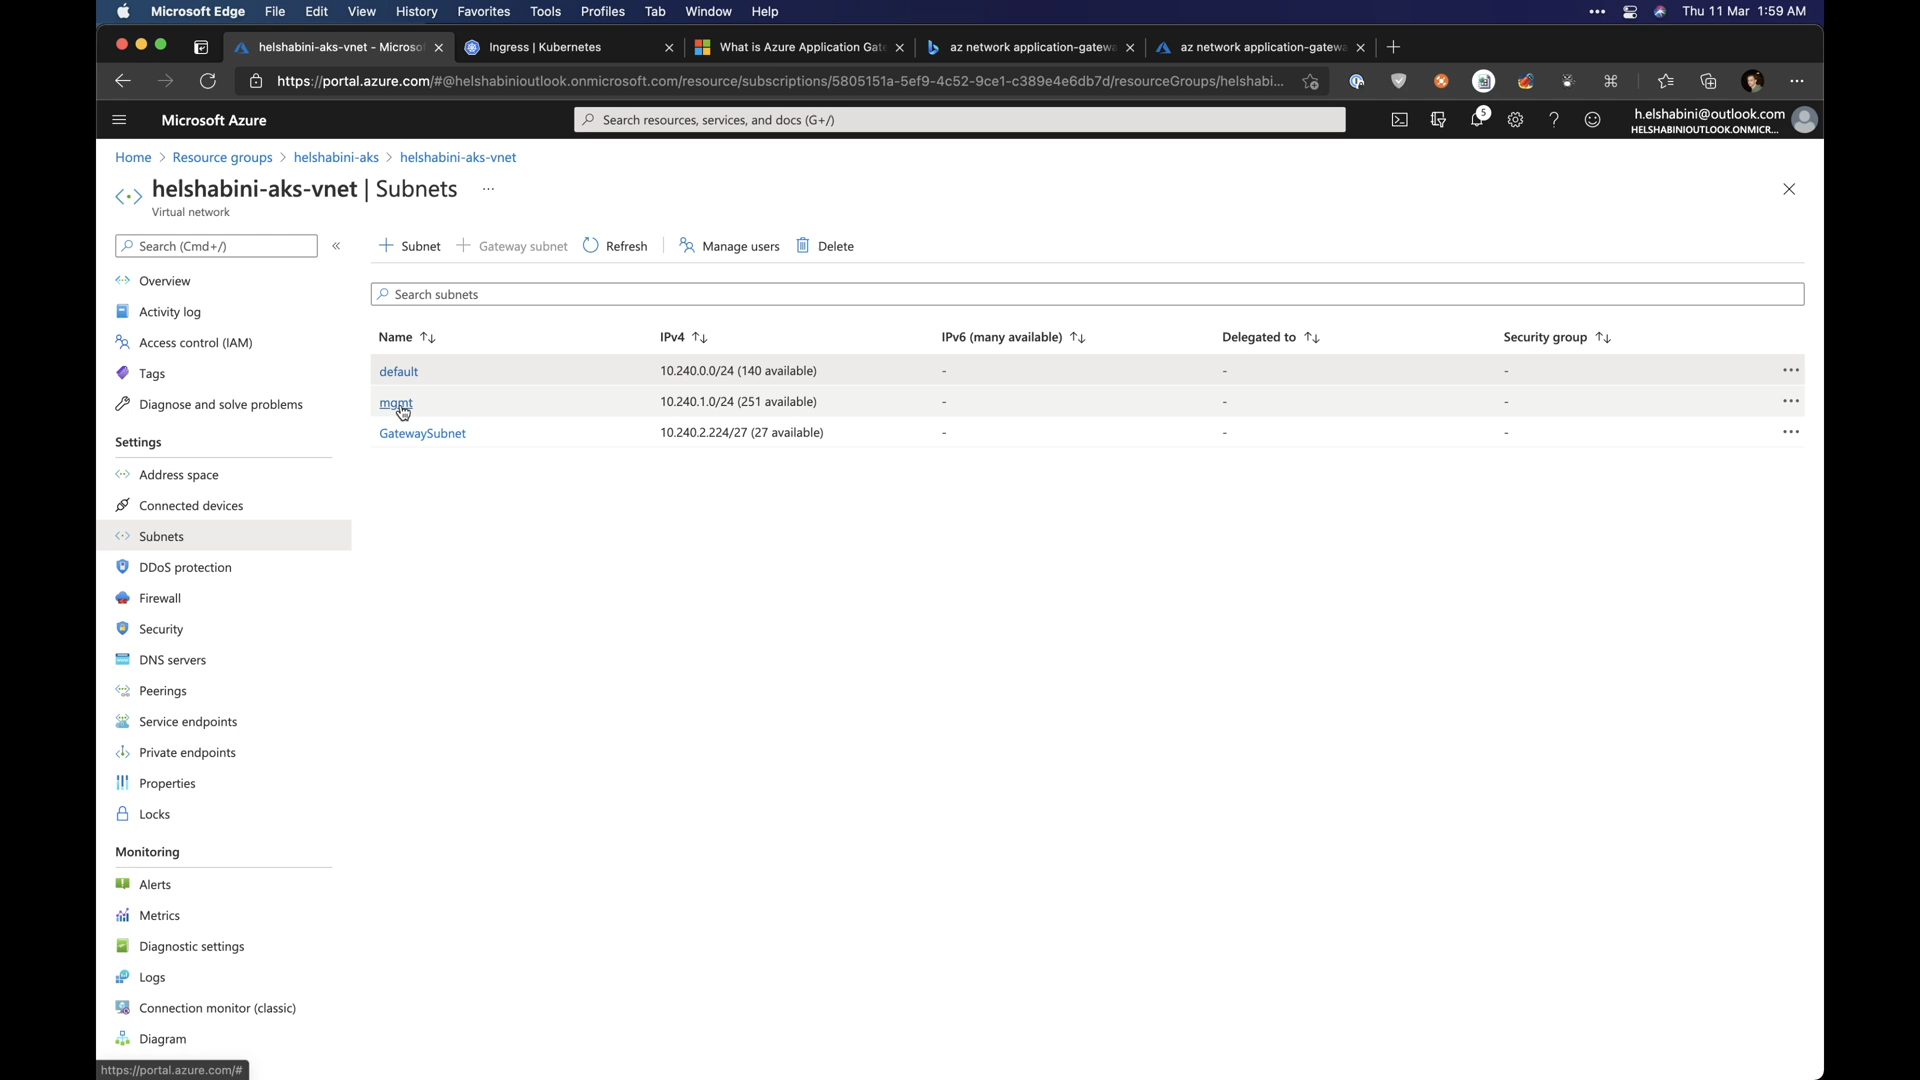 Microsoft Edge File Edit View History Favorites Tools Profiles Tab Window Help
Thu 11 Mar 1:59 AM
helshabini-aks-vnet - Microso
Ingress | Kubernetes
What is Azure Application Gate
az network application-gatewa
az network application-gatewa
https://portal.azure.com/#@helshabinioutlook.onmicrosoft.com/resource/subscriptions/5805151a-5ef9-4c52-9ce1-c389e4e6db7d/resourceGroups/helshabi...
Microsoft Azure
Search resources, services, and docs (G+/)
5
h.elshabini@outlook.com
HELSHABINIOUTLOOK.ONMICR...
Home > Resource groups > helshabini-aks > helshabini-aks-vnet
helshabini-aks-vnet | Subnets ...
Virtual network
Search (Cmd+/)
«
+ Subnet + Gateway subnet Refresh Manage users Delete
Search subnets
Name IPv4 IPv6 (many available) Delegated to Security group
default 10.240.0.0/24 (140 available) - - - ...
mgmt 10.240.1.0/24 (251 available) - - - ...
GatewaySubnet 10.240.2.224/27 (27 available) - - - ...
Overview
Activity log
Access control (IAM)
Tags
Diagnose and solve problems
Settings
Address space
Connected devices
Subnets
DDoS protection
Firewall
Security
DNS servers
Peerings
Service endpoints
Private endpoints
Properties
Locks
Monitoring
Alerts
Metrics
Diagnostic settings
Logs
Connection monitor (classic)
Diagram
https://portal.azure.com/#